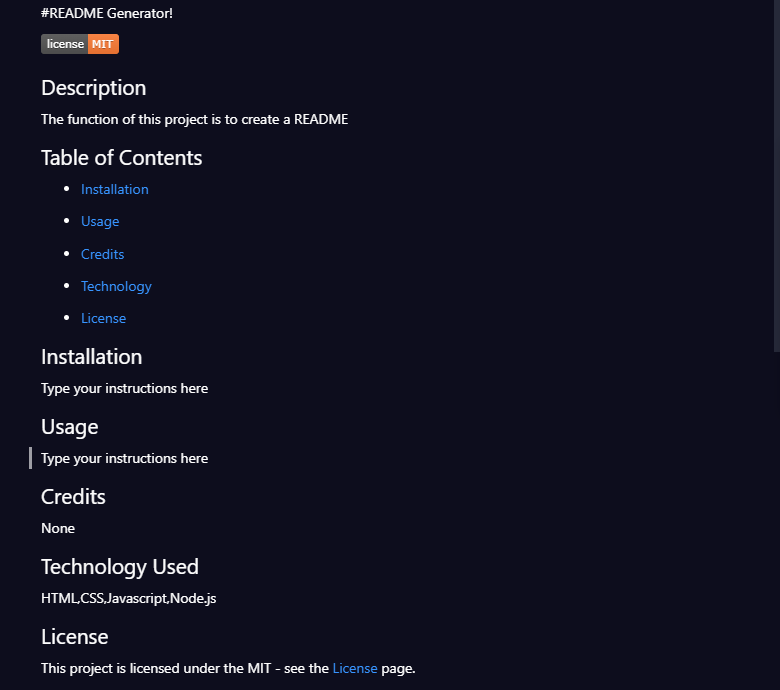 #README Generator!
license MIT
Description
The function of this project is to create a README
Table of Contents
Installation
Usage
Credits
Technology
License
Installation
Type your instructions here
Usage
Type your instructions here
Credits
None
Technology Used
HTML,CSS,Javascript,Node.js
License
This project is licensed under the MIT - see the License page.